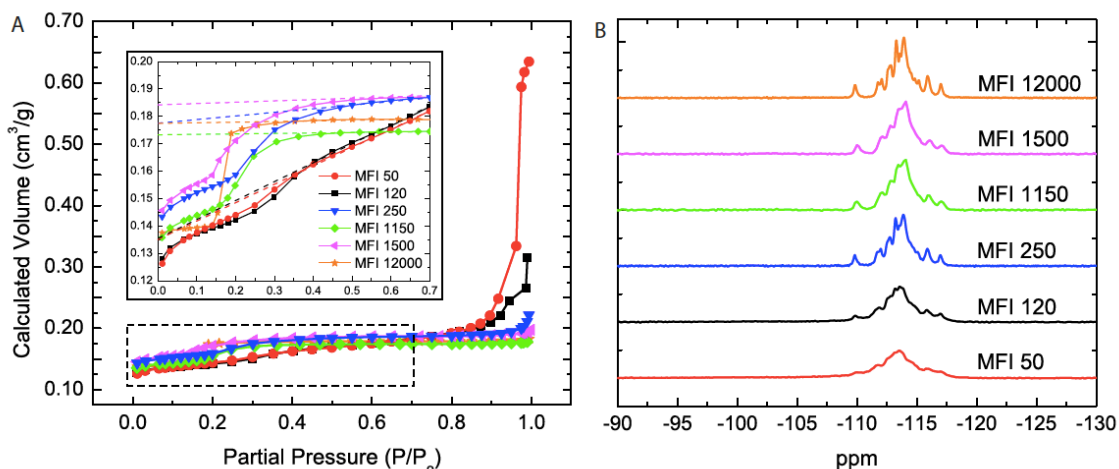 A
0.70
0.60
0.50
0.40
0.30
0.20
0.10
Calculated Volume (cm³/g)
0.0 0.2 0.4 0.6 0.8 1.0
Partial Pressure (P/P₀)
0.20
0.19
0.18
0.17
0.16
0.15
0.14
0.13
0.12
0.0 0.1 0.2 0.3 0.4 0.5 0.6 0.7
MFI 50
MFI 120
MFI 250
MFI 1150
MFI 1500
MFI 12000
B
MFI 12000
MFI 1500
MFI 1150
MFI 250
MFI 120
MFI 50
-90 -95 -100 -105 -110 -115 -120 -125 -130
ppm